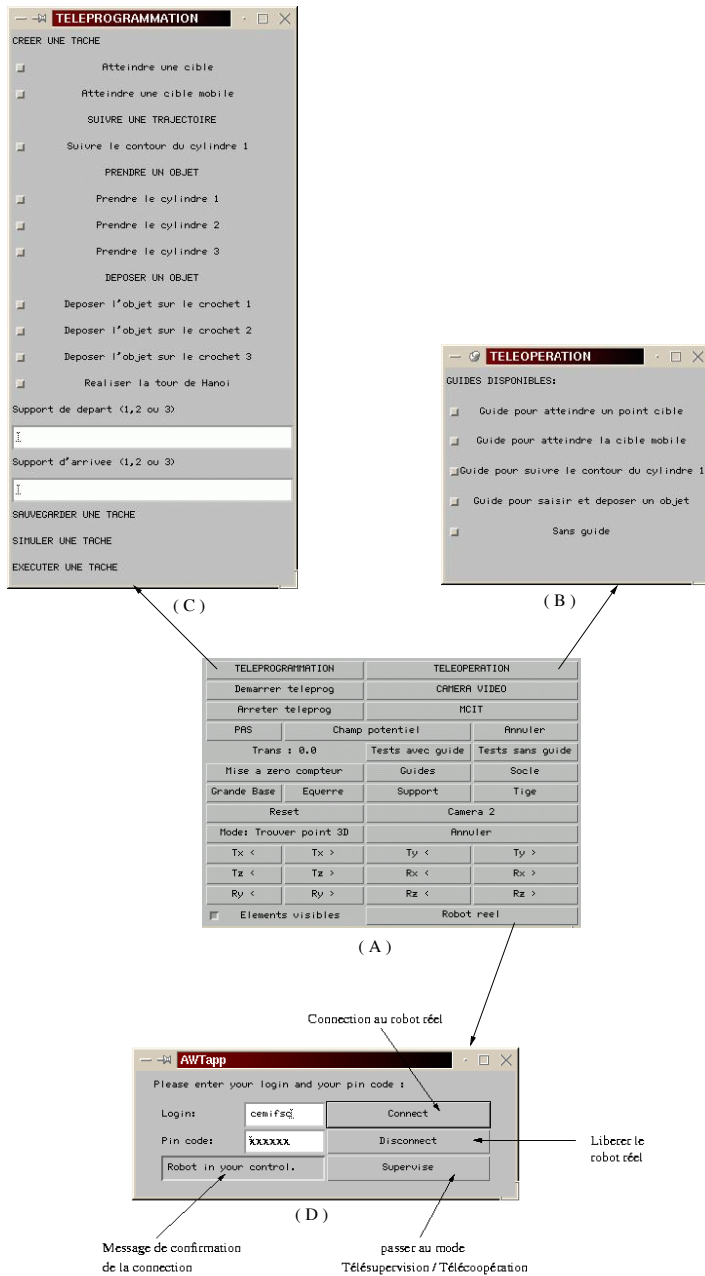 TELEPROGRAMMATION
CREER UNE TACHE
Atteindre une cible
Atteindre une cible mobile
SUIVRE UNE TRAJECTOIRE
Suivre le contour du cylindre 1
PRENDRE UN OBJET
Prendre le cylindre 1
Prendre le cylindre 2
Prendre le cylindre 3
DEPOSER UN OBJET
Deposer l'objet sur le crochet 1
Deposer l'objet sur le crochet 2
Deposer l'objet sur le crochet 3
Realiser la tour de Hanoi
Support de depart (1,2 ou 3)
Support d'arrivee (1,2 ou 3)
SAUVEGARDER UNE TACHE
SIMULER UNE TACHE
EXECUTER UNE TACHE
( C )
TELEOPERATION
GUIDES DISPONIBLES:
Guide pour atteindre un point cible
Guide pour atteindre la cible mobile
Guide pour suivre le contour du cylindre 1
Guide pour saisir et deposer un objet
Sans guide
( B )
TELEPROGRAMMATION TELEOPERATION
Demarrer teleprog CAMERA VIDEO
Arreter teleprog MCIT
PAS Champ potentiel Annuler
Trans : 0.0 Tests avec guide Tests sans guide
Mise a zero compteur Guides Socle
Grande Base Equerre Support Tige
Reset Camera 2
Mode: Trouver point 3D Annuler
Tx < Tx > Ty < Ty >
Tz < Tz > Rx < Rx >
Ry < Ry > Rz < Rz >
Elements visibles Robot reel
( A )
Connection au robot réel
AWTapp
Please enter your login and your pin code :
Login: cemifsc Connect
Pin code: xxxxxx Disconnect
Robot in your control. Supervise
Liberer le
robot réel
( D )
Message de confirmation
de la connection
passer au mode
Télésupervision / Télécoopération